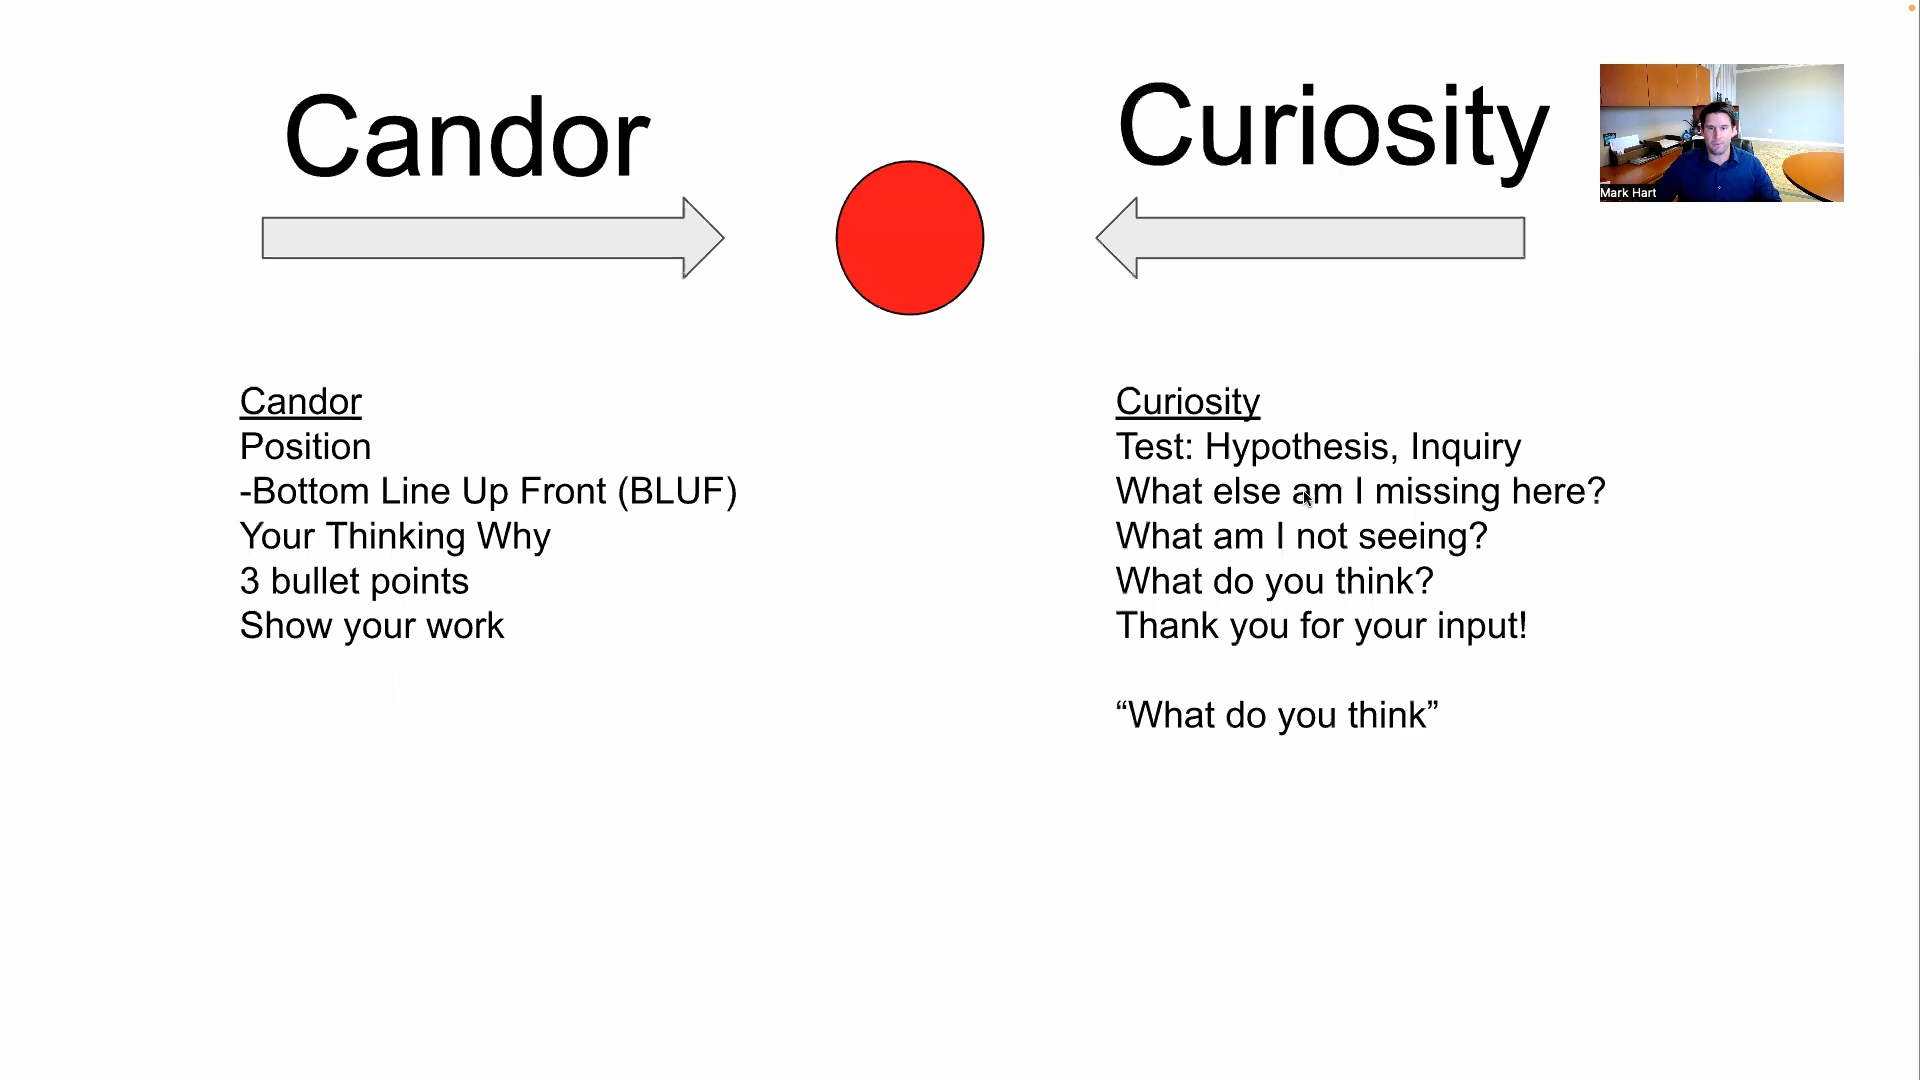 Candor
Curiosity
Mark Hart
Candor
Position
-Bottom Line Up Front (BLUF)
Your Thinking Why
3 bullet points
Show your work
Curiosity
Test: Hypothesis, Inquiry
What else am I missing here?
What am I not seeing?
What do you think?
Thank you for your input!
“What do you think”